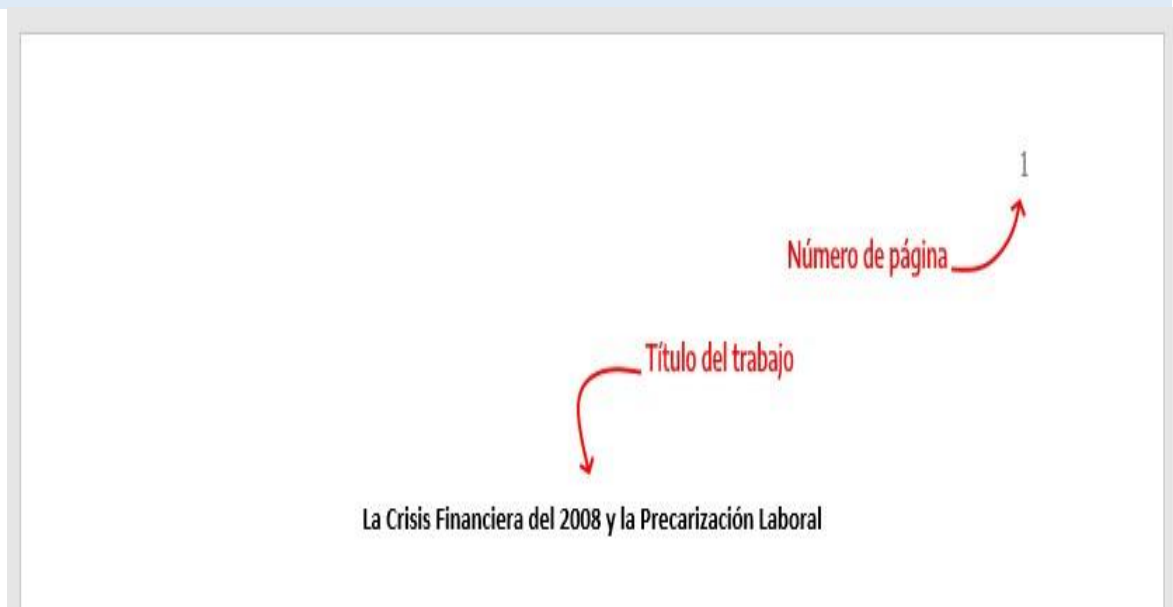 1
Número de página
Título del trabajo
La Crisis Financiera del 2008 y la Precarización Laboral